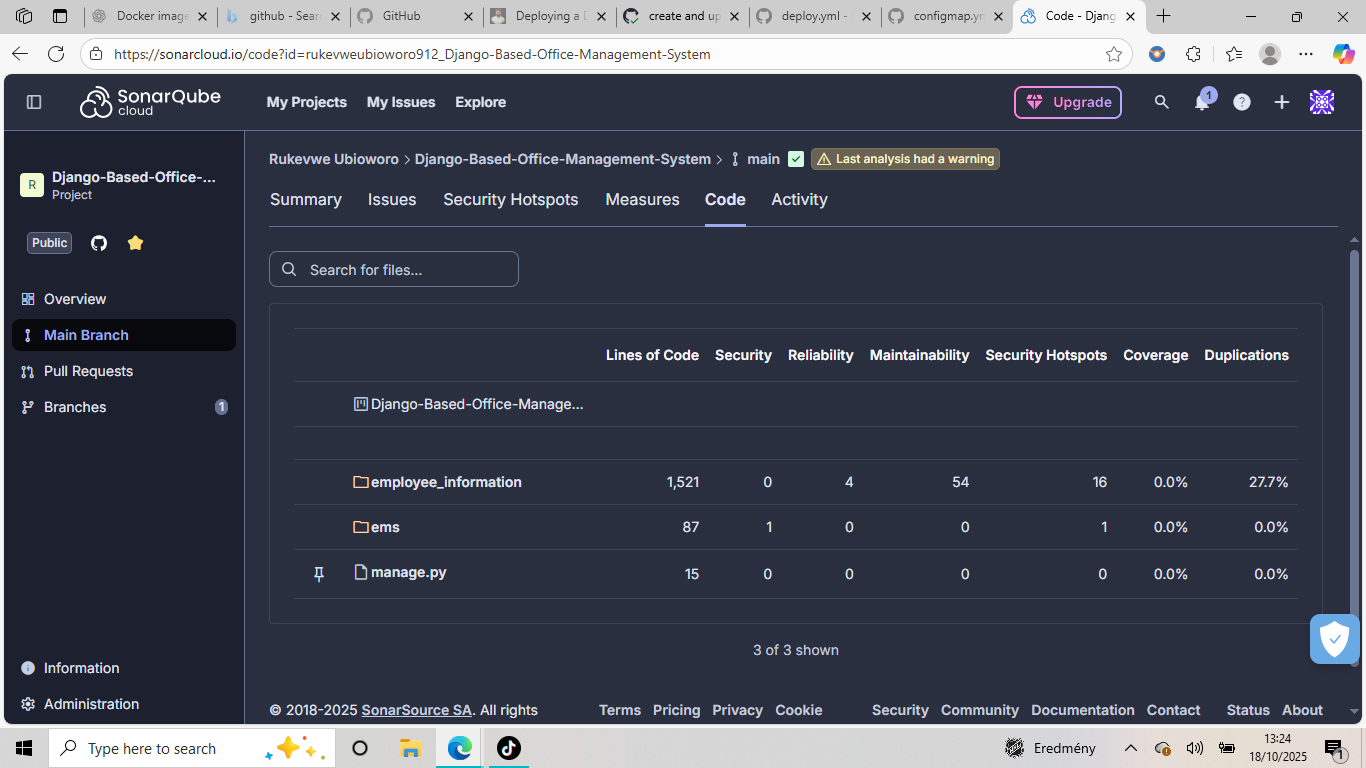 Docker image
github - Sear
GitHub
Deploying a D
create and up
deploy.yml -
configmap.ym
Code - Djang
https://sonarcloud.io/code?id=rukevweubioworo912_Django-Based-Office-Management-System
SonarQube
cloud
My Projects My Issues Explore
Upgrade
1
?
R
Django-Based-Office-...
Project
Public
Overview
Main Branch
Pull Requests
Branches 1
Information
Administration
Rukevwe Ubioworo > Django-Based-Office-Management-System > main Last analysis had a warning
Summary Issues Security Hotspots Measures Code Activity
Search for files...
Lines of Code Security Reliability Maintainability Security Hotspots Coverage Duplications
Django-Based-Office-Manage...
employee_information 1,521 0 4 54 16 0.0% 27.7%
ems 87 1 0 0 1 0.0% 0.0%
manage.py 15 0 0 0 0 0.0% 0.0%
3 of 3 shown
© 2018-2025 SonarSource SA. All rights
Terms Pricing Privacy Cookie Security Community Documentation Contact Status About
Type here to search
Eredmény
13:24
18/10/2025
1